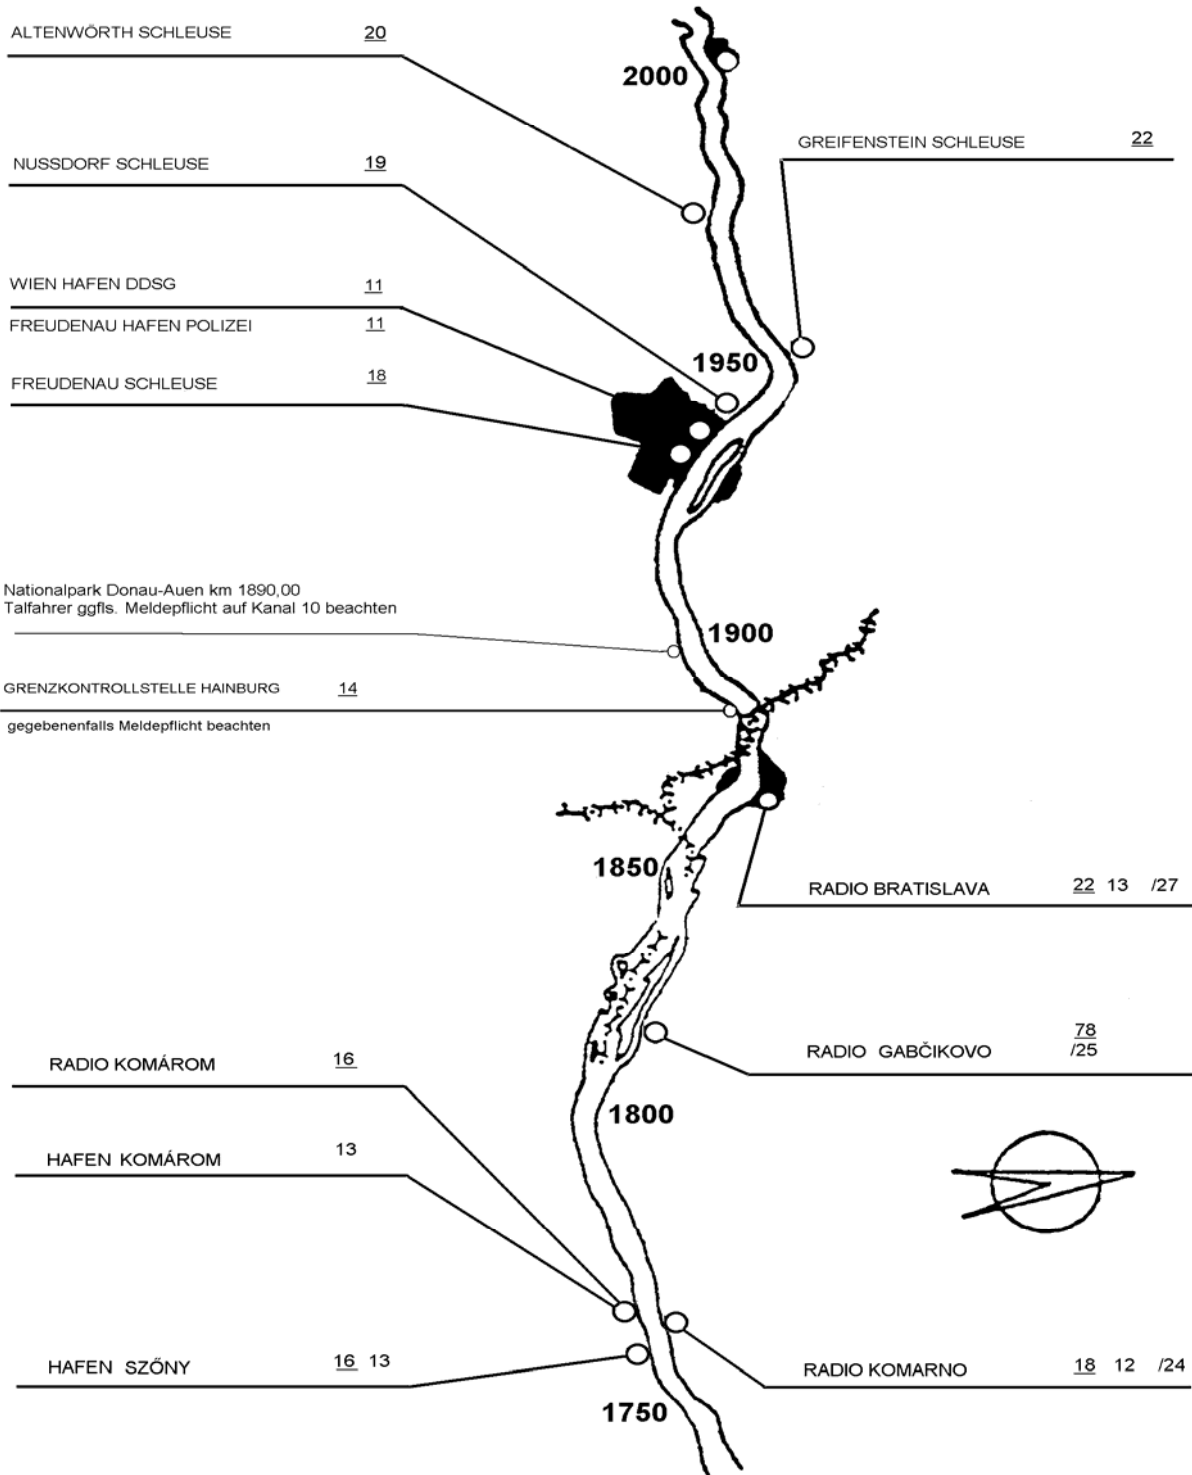 ALTENWÖRTH SCHLEUSE 20
2000
GREIFENSTEIN SCHLEUSE 22
NUSSDORF SCHLEUSE 19
WIEN HAFEN DDSG 11
FREUDENAU HAFEN POLIZEI 11
1950
FREUDENAU SCHLEUSE 18
Nationalpark Donau-Auen km 1890,00
Talfahrer ggfls. Meldepflicht auf Kanal 10 beachten
1900
GRENZKONTROLLSTELLE HAINBURG 14
gegebenenfalls Meldepflicht beachten
1850
RADIO BRATISLAVA 22 13 /27
78
RADIO GABČIKOVO /25
RADIO KOMÁROM 16
1800
HAFEN KOMÁROM 13
HAFEN SZŐNY 16 13
RADIO KOMARNO 18 12 /24
1750